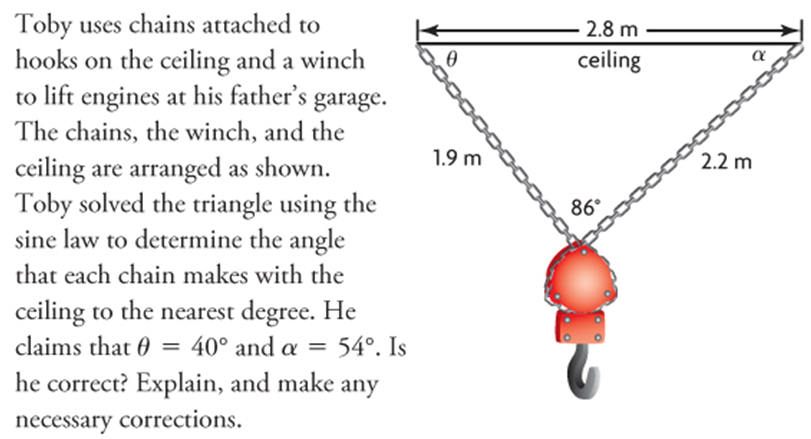 Toby uses chains attached to
hooks on the ceiling and a winch
to lift engines at his father’s garage.
The chains, the winch, and the
ceiling are arranged as shown.
Toby solved the triangle using the
sine law to determine the angle
that each chain makes with the
ceiling to the nearest degree. He
claims that θ = 40° and α = 54°. Is
he correct? Explain, and make any
necessary corrections.
2.8 m
θ
ceiling
α
1.9 m
2.2 m
86°